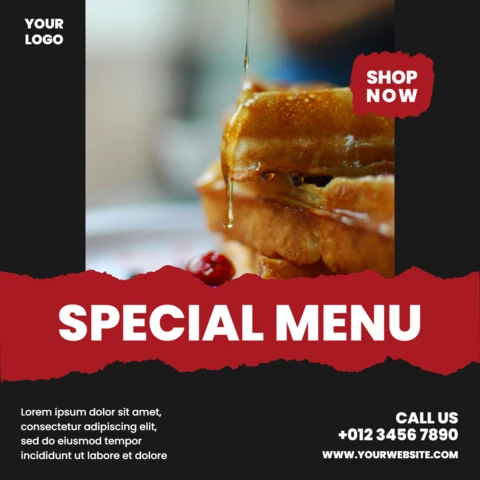 YOUR
LOGO
SHOP
NOW
SPECIAL MENU
Lorem ipsum dolor sit amet,
consectetur adipiscing elit,
sed do eiusmod tempor
incididunt ut labore et dolore
CALL US
+012 3456 7890
WWW.YOURWEBSITE.COM